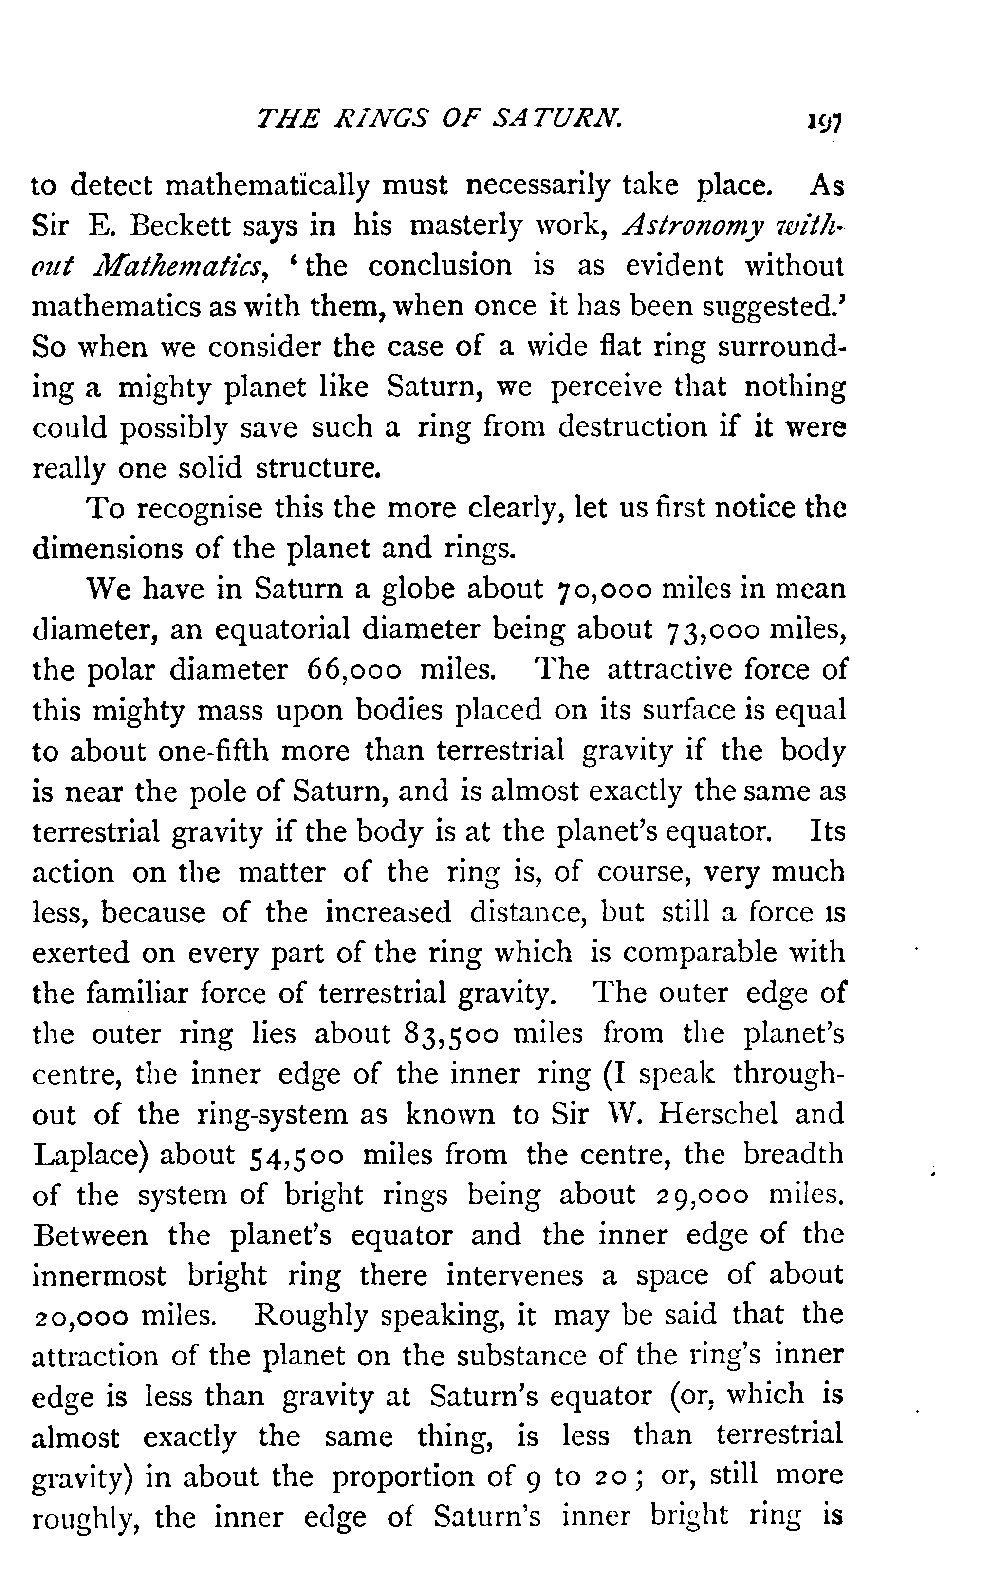 THE RINGS OF SATURN. 197
to detect mathematically must necessarily take place. As
Sir E. Beckett says in his masterly work, Astronomy with-
out Mathematics, ‘the conclusion is as evident without
mathematics as with them, when once it has been suggested.’
So when we consider the case of a wide flat ring surround-
ing a mighty planet like Saturn, we perceive that nothing
could possibly save such a ring from destruction if it were
really one solid structure.
To recognise this the more clearly, let us first notice the
dimensions of the planet and rings.
We have in Saturn a globe about 70,000 miles in mean
diameter, an equatorial diameter being about 73,000 miles,
the polar diameter 66,000 miles. The attractive force of
this mighty mass upon bodies placed on its surface is equal
to about one-fifth more than terrestrial gravity if the body
is near the pole of Saturn, and is almost exactly the same as
terrestrial gravity if the body is at the planet’s equator. Its
action on the matter of the ring is, of course, very much
less, because of the increased distance, but still a force is
exerted on every part of the ring which is comparable with
the familiar force of terrestrial gravity. The outer edge of
the outer ring lies about 83,500 miles from the planet’s
centre, the inner edge of the inner ring (I speak through-
out of the ring-system as known to Sir W. Herschel and
Laplace) about 54,500 miles from the centre, the breadth
of the system of bright rings being about 29,000 miles.
Between the planet’s equator and the inner edge of the
innermost bright ring there intervenes a space of about
20,000 miles. Roughly speaking, it may be said that the
attraction of the planet on the substance of the ring’s inner
edge is less than gravity at Saturn’s equator (or, which is
almost exactly the same thing, is less than terrestrial
gravity) in about the proportion of 9 to 20; or, still more
roughly, the inner edge of Saturn’s inner bright ring is